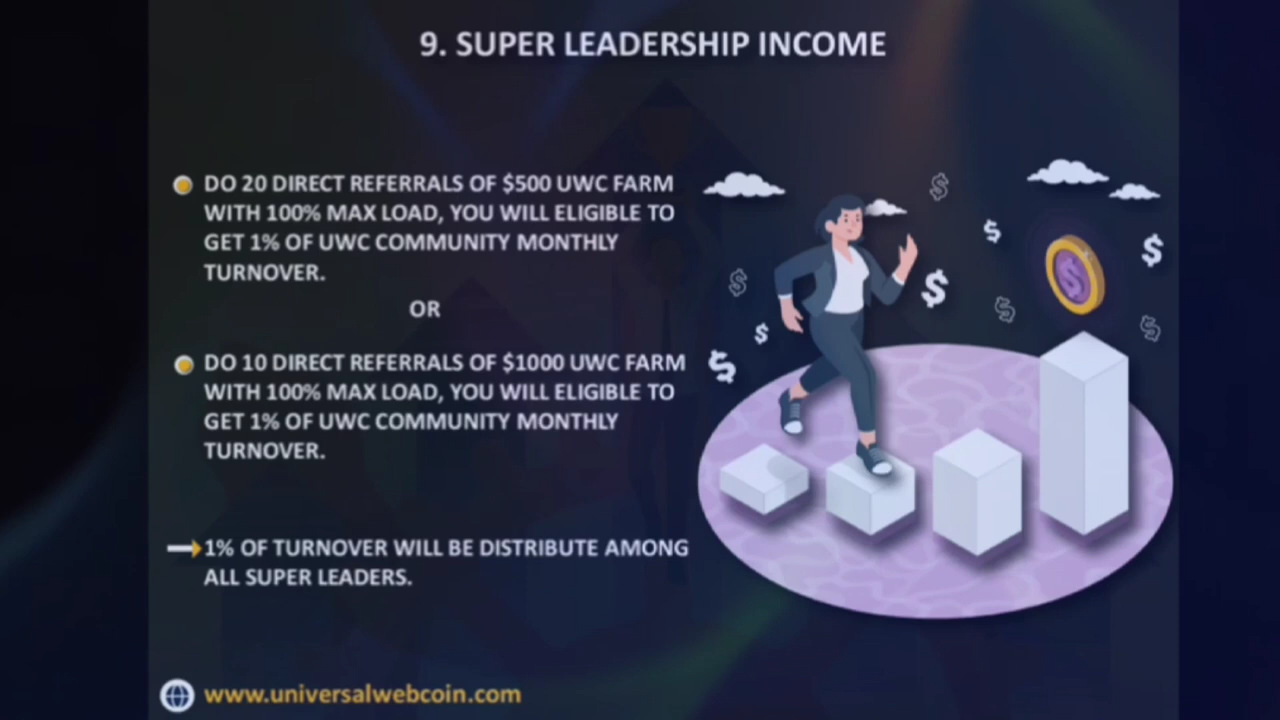 9. SUPER LEADERSHIP INCOME
DO 20 DIRECT REFERRALS OF $500 UWC FARM
WITH 100% MAX LOAD, YOU WILL ELIGIBLE TO
GET 1% OF UWC COMMUNITY MONTHLY
TURNOVER.
OR
DO 10 DIRECT REFERRALS OF $1000 UWC FARM
WITH 100% MAX LOAD, YOU WILL ELIGIBLE TO
GET 1% OF UWC COMMUNITY MONTHLY
TURNOVER.
1% OF TURNOVER WILL BE DISTRIBUTE AMONG
ALL SUPER LEADERS.
www.universalwebcoin.com